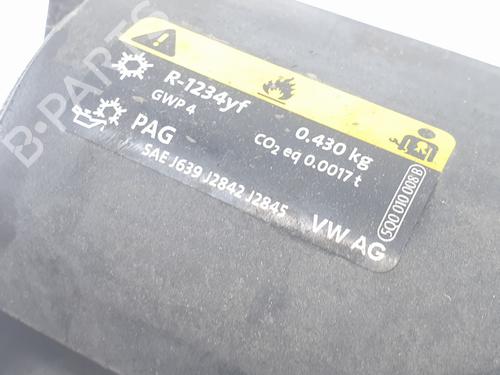 R-1234yf
GWP 4
0.430 kg
CO2 eq 0.0017 t
PAG
SAE J639 J2842 J2845
VW AG
5Q0 010 008 B
B-PARTS